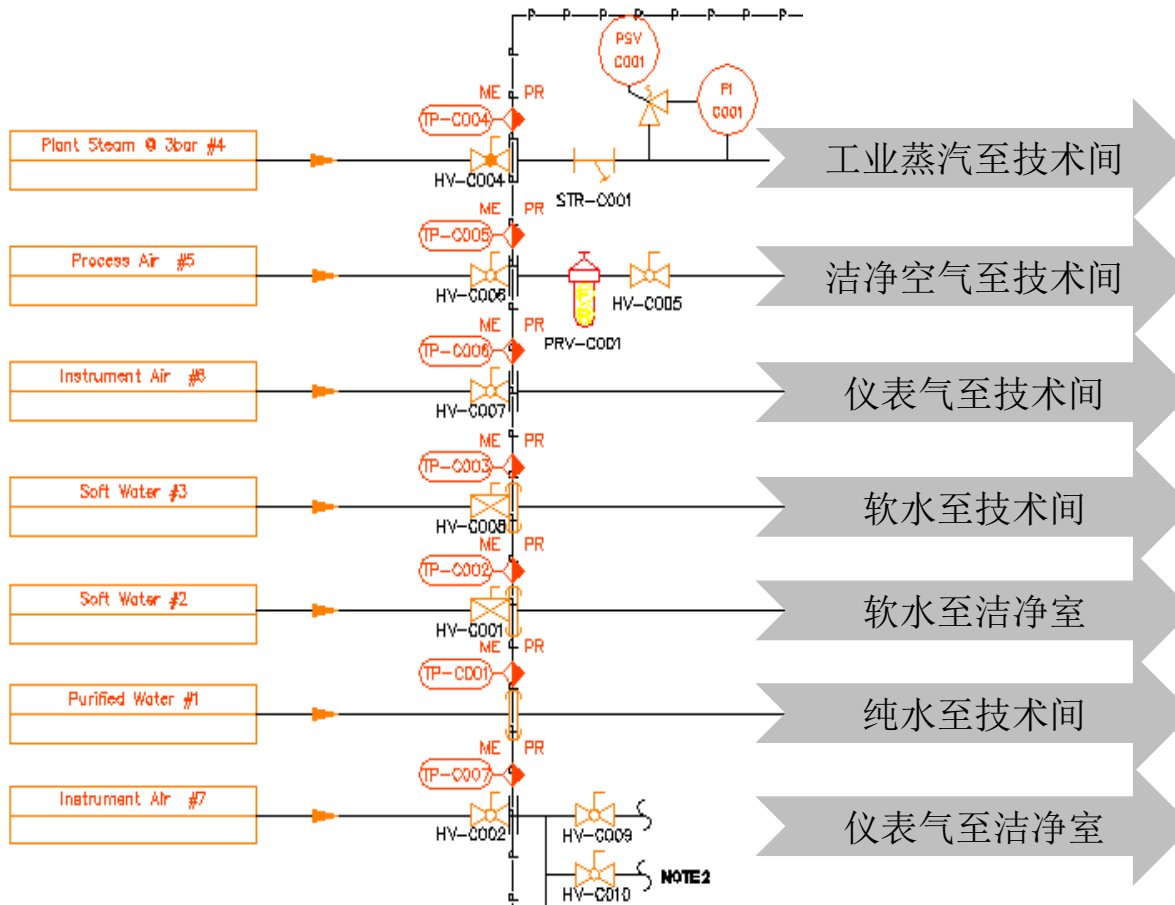 P P P P P P P P
PSV
C001
PI
C001
ME PR
TP-C004
Plant Steam @ 3bar #4
HV-C004
STR-C001
工业蒸汽至技术间
ME PR
TP-C005
Process Air #5
HV-C006
PRV-C001
HV-C005
洁净空气至技术间
ME PR
TP-C006
Instrument Air #6
HV-C007
仪表气至技术间
ME PR
TP-C003
Soft Water #3
HV-C008
软水至技术间
ME PR
TP-C002
Soft Water #2
HV-C001
软水至洁净室
ME PR
TP-C001
Purified Water #1
纯水至技术间
ME PR
TP-C007
Instrument Air #7
HV-C002
HV-C009
仪表气至洁净室
HV-C010
NOTE2